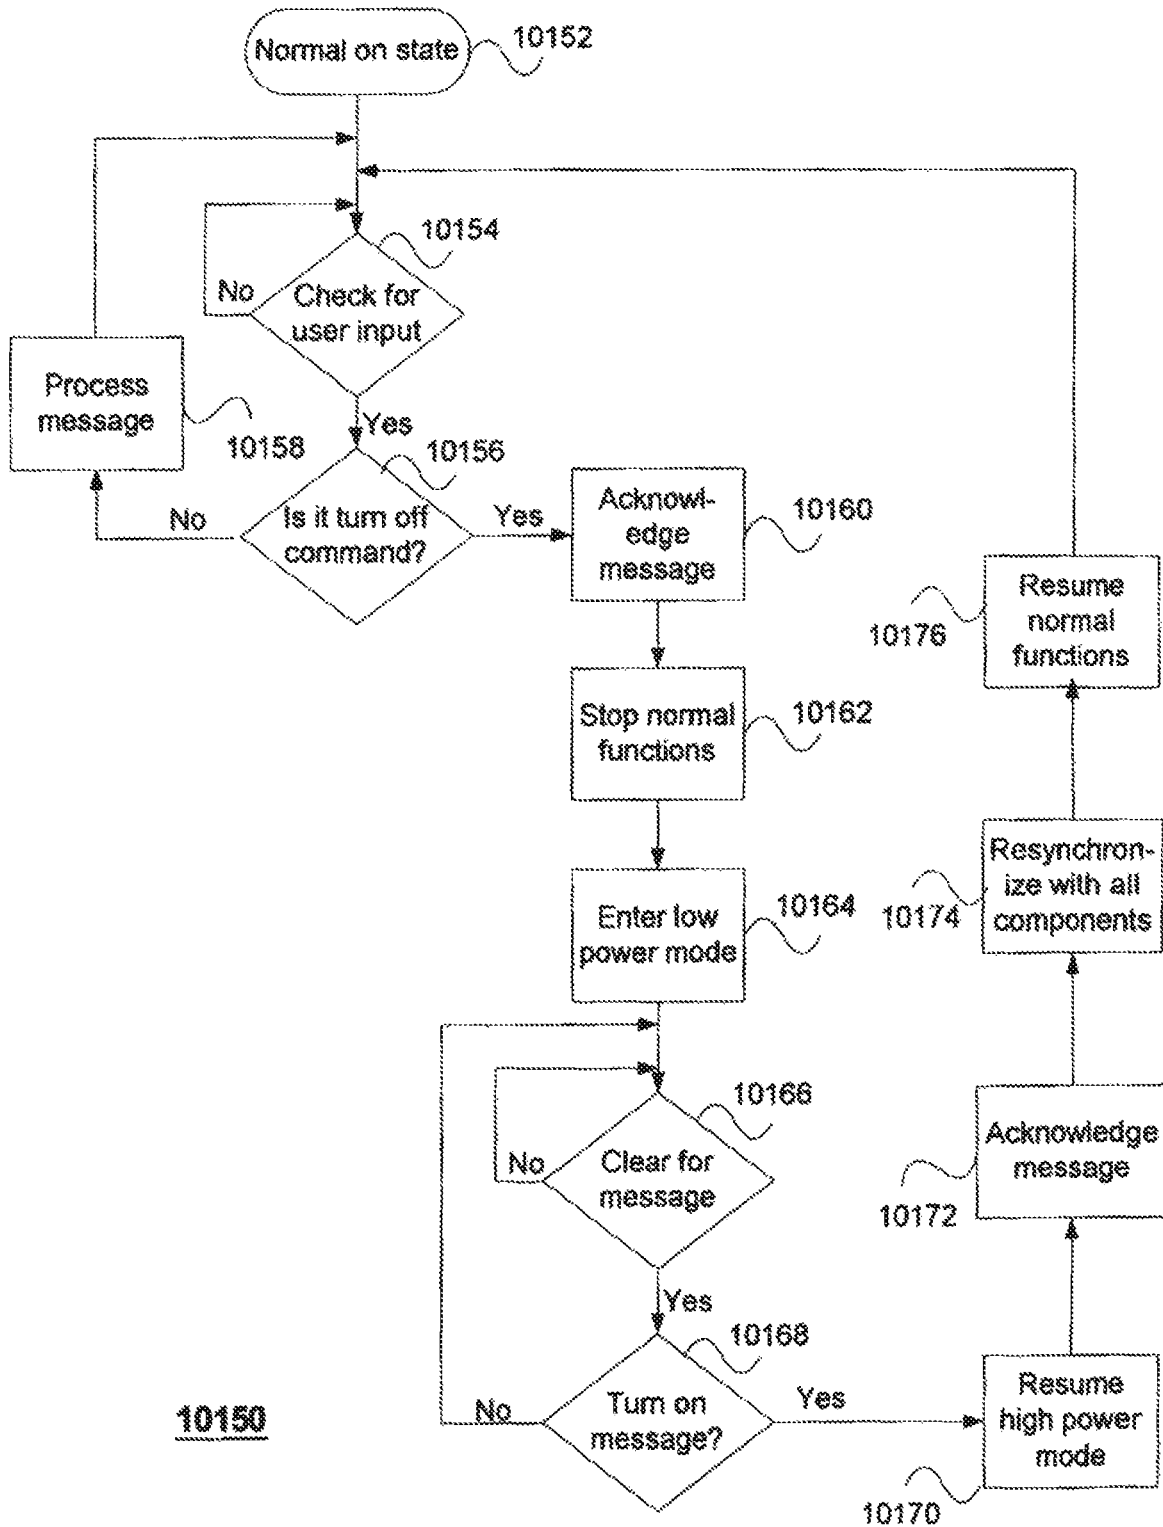 Normal on state
10152
10154
No
Check for
user input
Process
message
10158
Yes
10156
No
Is it turn off
command?
Yes
Acknowl-
edge
message
10160
Resume
normal
functions
10176
Stop normal
functions
10162
Resynchron-
ize with all
components
10174
Enter low
power mode
10164
10166
No
Clear for
message
Acknowledge
message
10172
Yes
10168
No
Turn on
message?
Yes
Resume
high power
mode
10170
10150